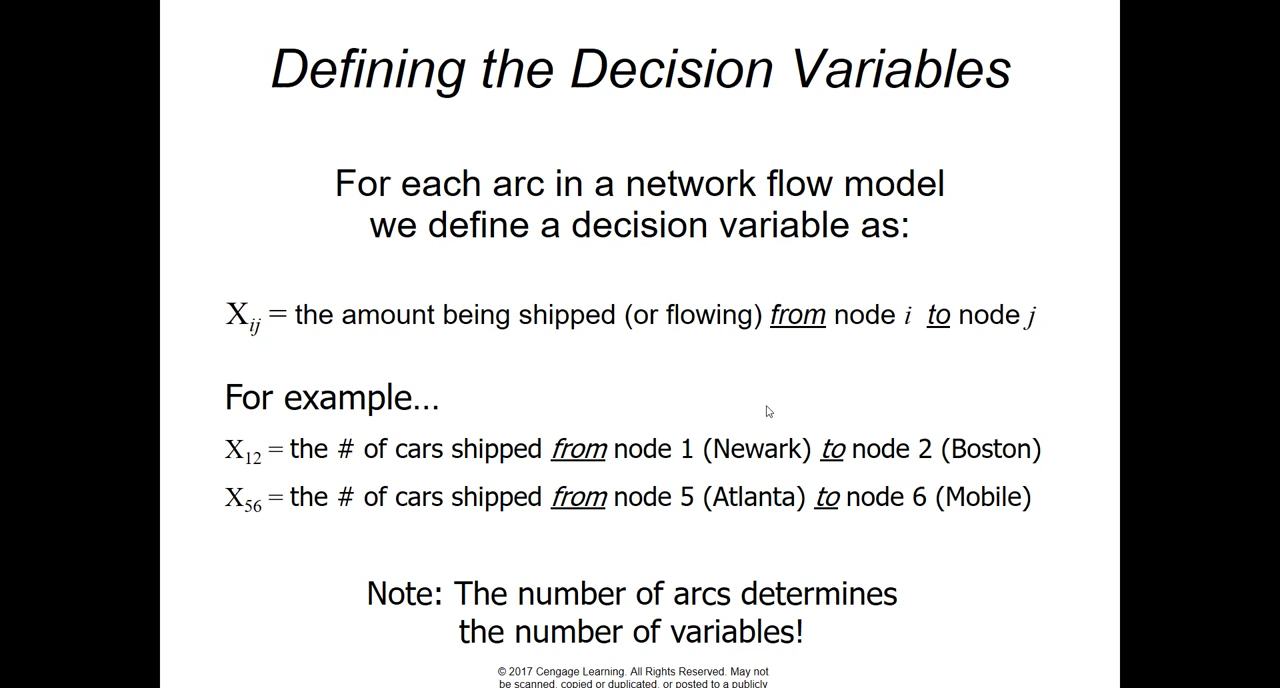 Defining the Decision Variables
For each arc in a network flow model
we define a decision variable as:
Xij = the amount being shipped (or flowing) from node i to node j
For example…
X12 = the # of cars shipped from node 1 (Newark) to node 2 (Boston)
X56 = the # of cars shipped from node 5 (Atlanta) to node 6 (Mobile)
Note: The number of arcs determines
the number of variables!
© 2017 Cengage Learning. All Rights Reserved. May not
be scanned, copied or duplicated, or posted to a publicly